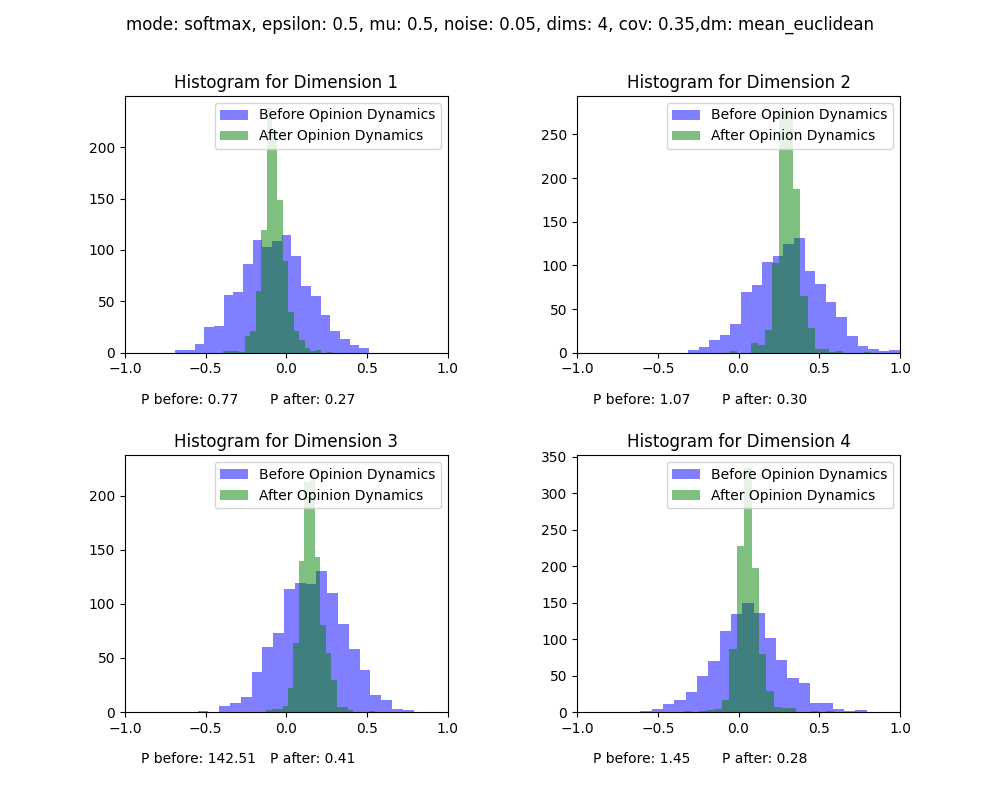 mode: softmax, epsilon: 0.5, mu: 0.5, noise: 0.05, dims: 4, cov: 0.35,dm: mean_euclidean
Histogram for Dimension 1
Before Opinion Dynamics
After Opinion Dynamics
200
150
100
50
0
−1.0 −0.5 0.0 0.5 1.0
P before: 0.77 P after: 0.27
Histogram for Dimension 2
Before Opinion Dynamics
After Opinion Dynamics
250
200
150
100
50
0
−1.0 −0.5 0.0 0.5 1.0
P before: 1.07 P after: 0.30
Histogram for Dimension 3
Before Opinion Dynamics
After Opinion Dynamics
200
150
100
50
0
−1.0 −0.5 0.0 0.5 1.0
P before: 142.51 P after: 0.41
Histogram for Dimension 4
Before Opinion Dynamics
After Opinion Dynamics
350
300
250
200
150
100
50
0
−1.0 −0.5 0.0 0.5 1.0
P before: 1.45 P after: 0.28